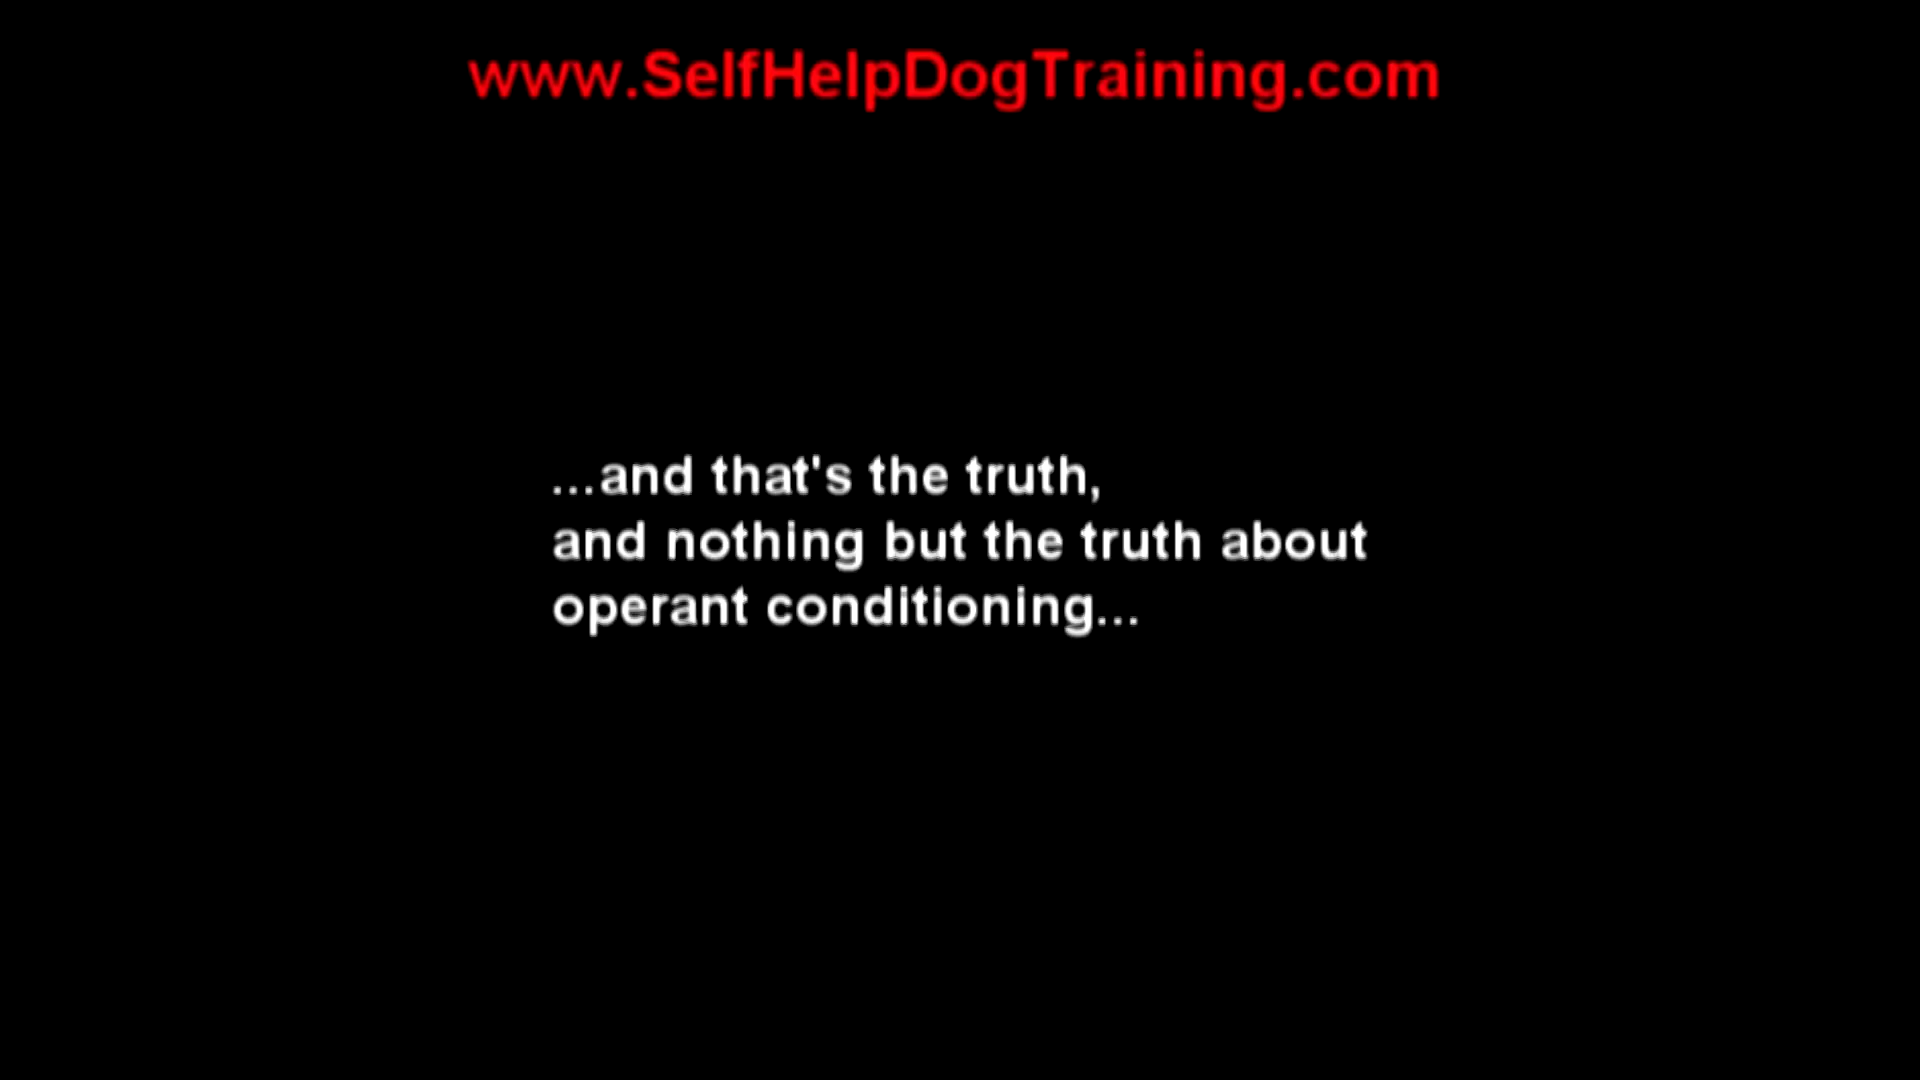 www.SelfHelpDogTraining.com
...and that's the truth,
and nothing but the truth about
operant conditioning...